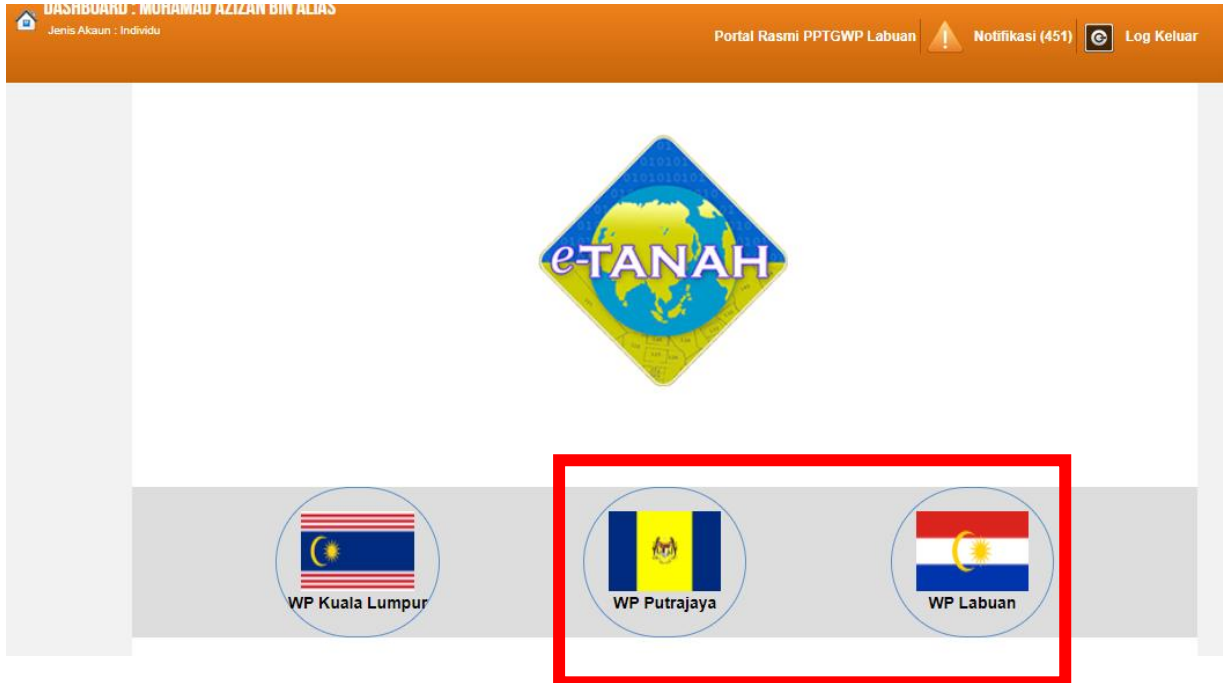 DASHBOARD : MOHAMAD AZIZAN BIN ALIAS
Jenis Akaun : Individu
Portal Rasmi PPTGWP Labuan
Notifikasi (451)
Log Keluar
e-TANAH
WP Kuala Lumpur
WP Putrajaya
WP Labuan